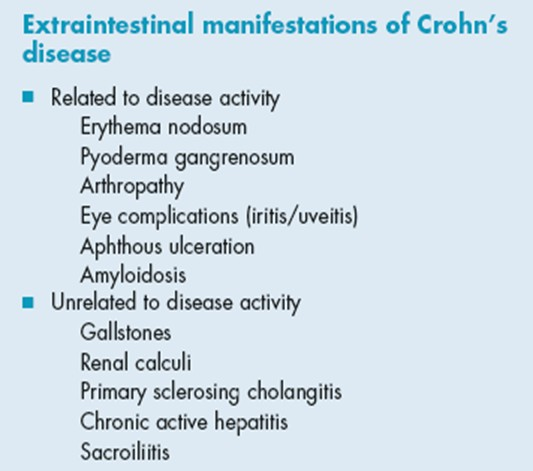 Extraintestinal manifestations of Crohn's
disease
Related to disease activity
Erythema nodosum
Pyoderma gangrenosum
Arthropathy
Eye complications (iritis/uveitis)
Aphthous ulceration
Amyloidosis
Unrelated to disease activity
Gallstones
Renal calculi
Primary sclerosing cholangitis
Chronic active hepatitis
Sacroiliitis